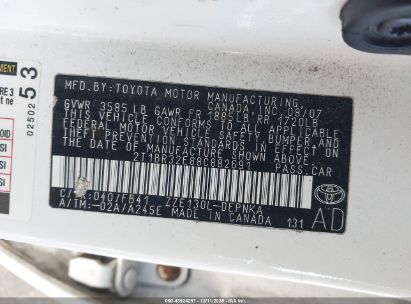 MFD. BY: TOYOTA MOTOR MANUFACTURING
CANADA INC. 08/07
GVWR 3585 LB GAWR FR 1885LB RR 1720LB
THIS VEHICLE CONFORMS TO ALL APPLICABLE
FEDERAL MOTOR VEHICLE SAFETY, BUMPER, AND
THEFT PREVENTION STANDARDS IN EFFECT ON
THE DATE OF MANUFACTURE SHOWN ABOVE.
2T1BR32E88C882691 PASS. CAR
C/TR: 040/FB41 ZZE130L-DEPNKA
A/TM: -02A/A245E MADE IN CANADA 131
AD
TOYOTA
02502
53